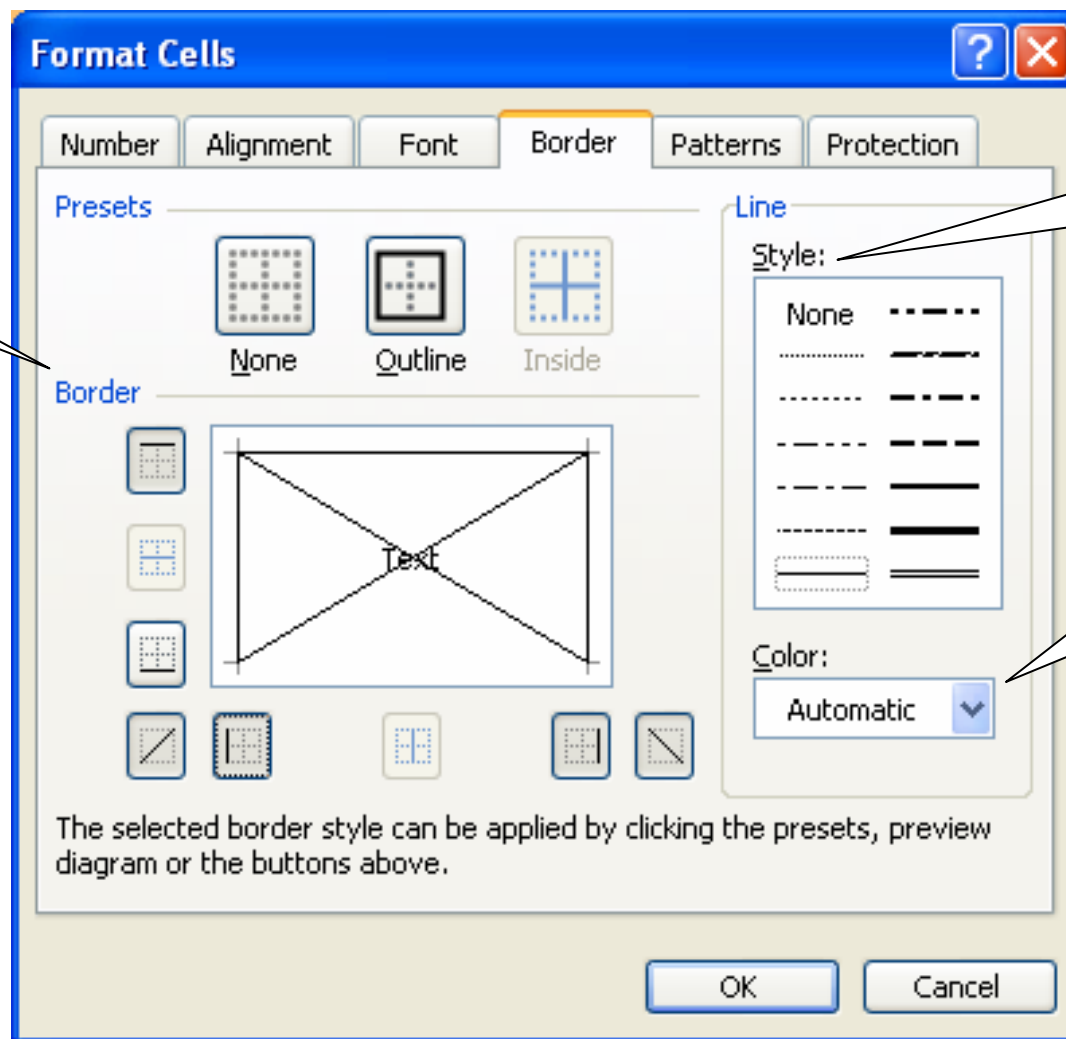 Format Cells
?
Number Alignment Font Border Patterns Protection
Presets
None Outline Inside
Border
Text
Line
Style:
None
Color:
Automatic
The selected border style can be applied by clicking the presets, preview
diagram or the buttons above.
OK Cancel